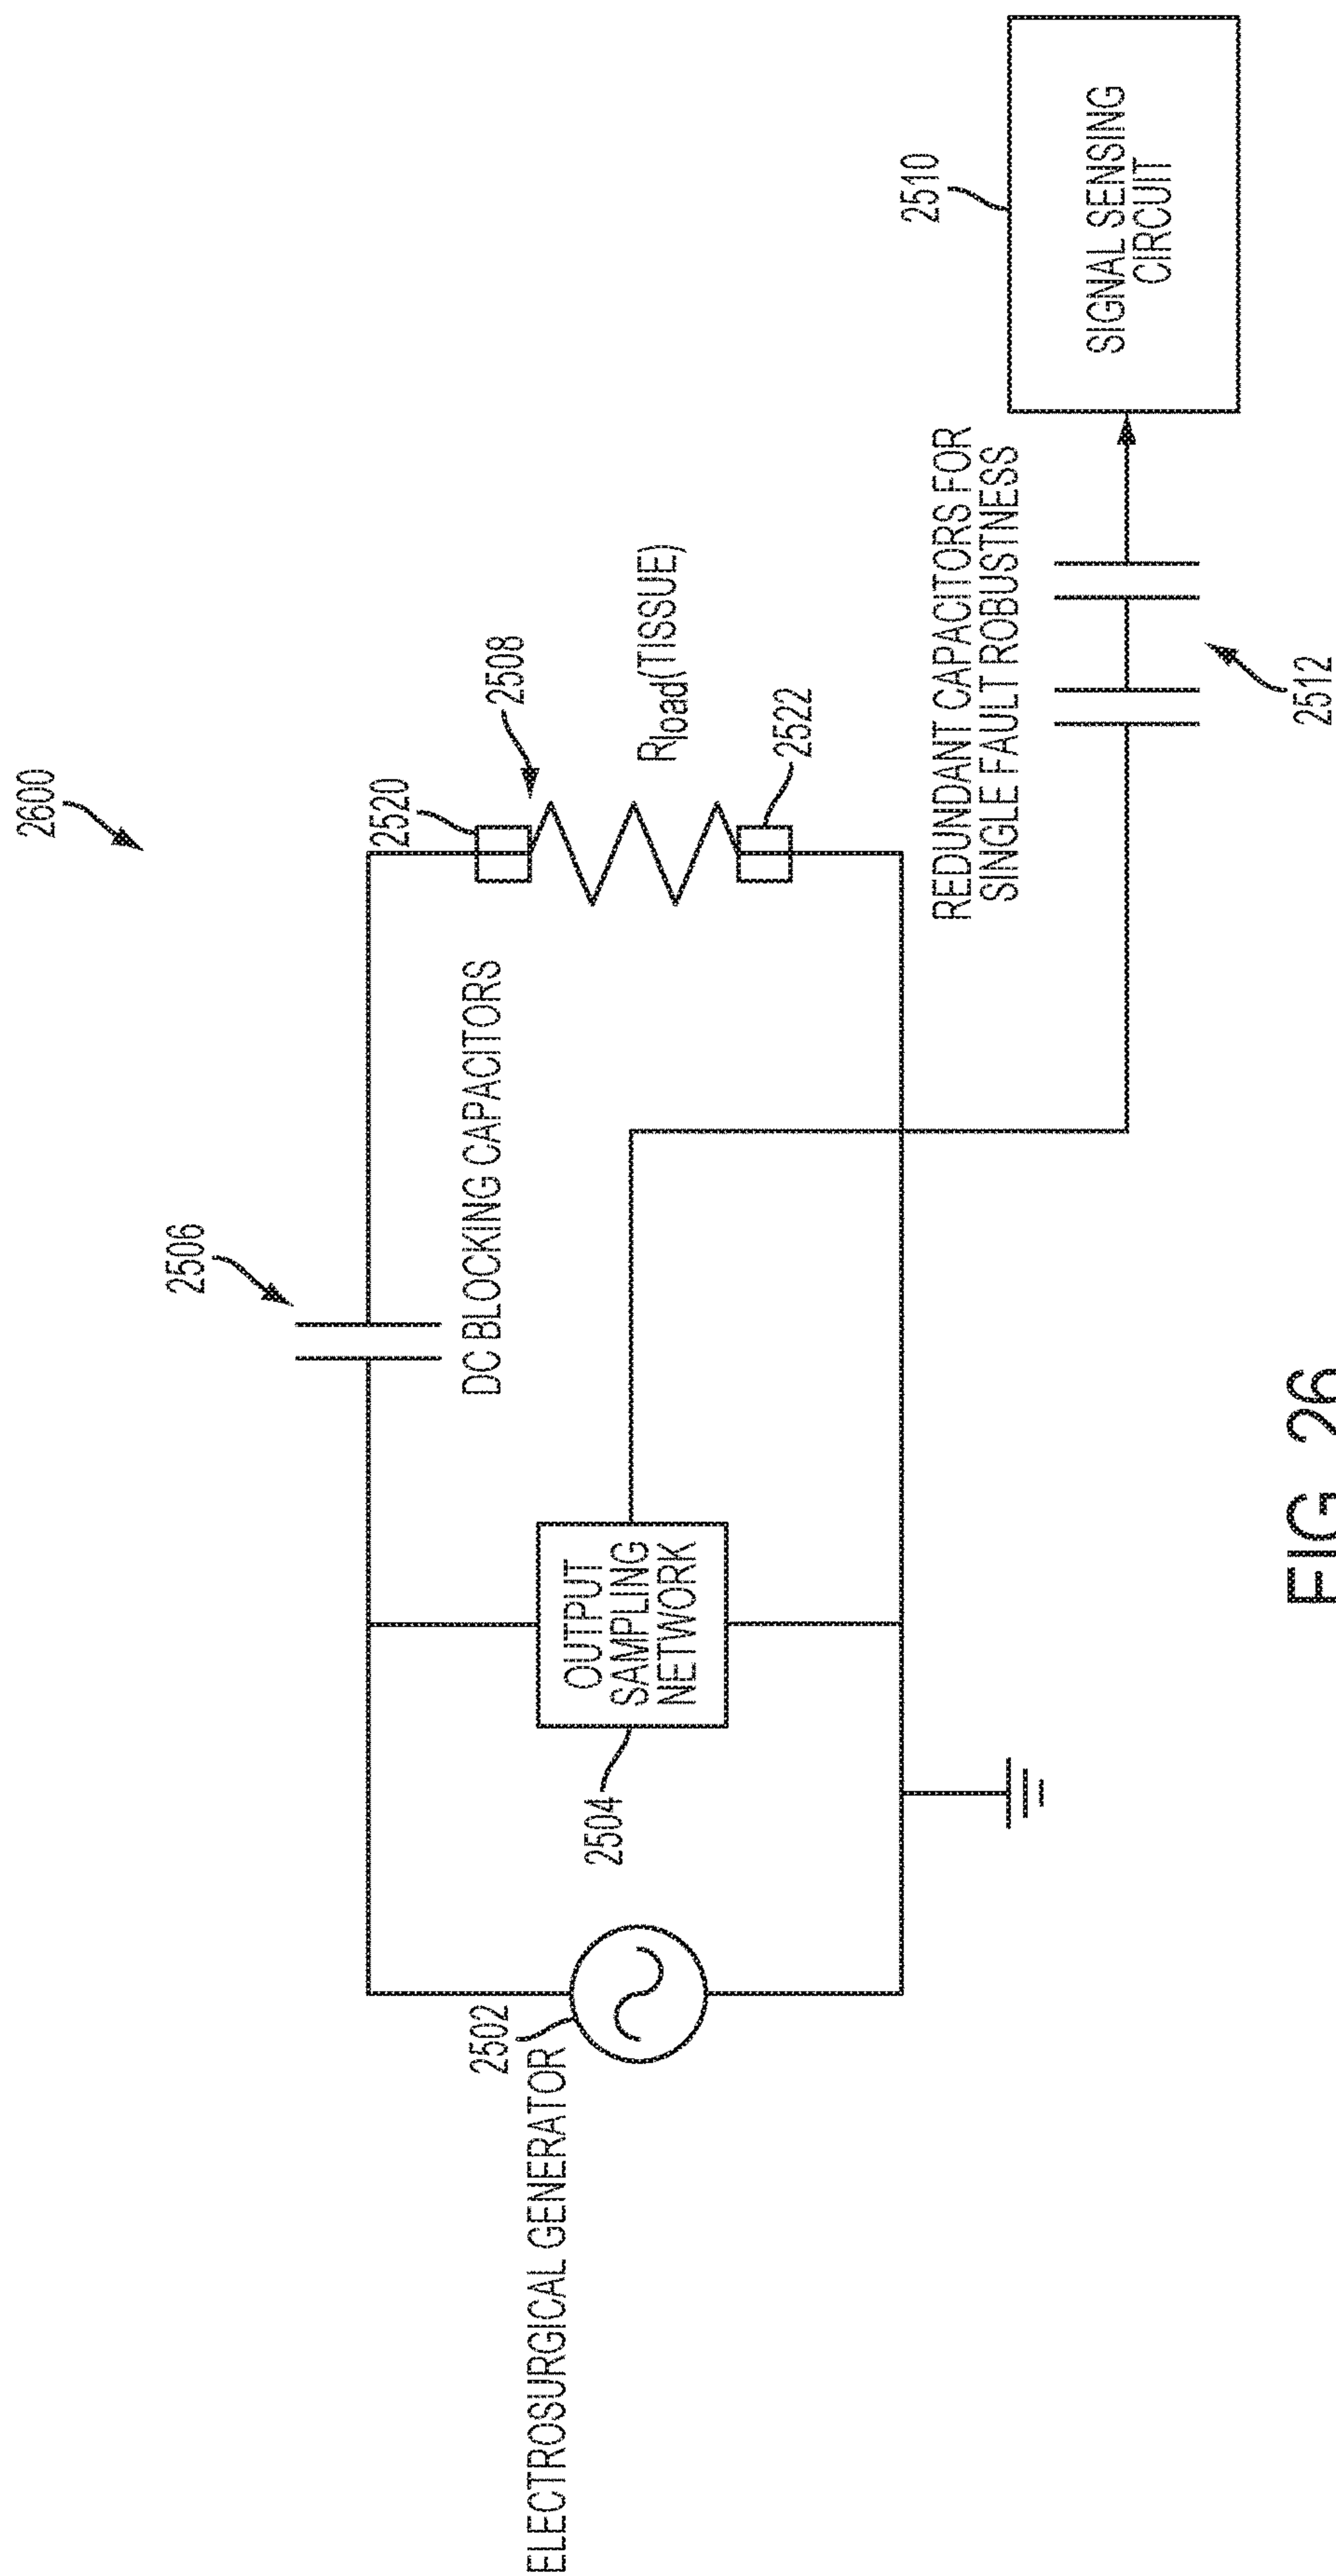 2600
2506
DC BLOCKING CAPACITORS
2520
2508
Rload(TISSUE)
2522
ELECTROSURGICAL GENERATOR
2502
2504
OUTPUT
SAMPLING
NETWORK
REDUNDANT CAPACITORS FOR
SINGLE FAULT ROBUSTNESS
2512
2510
SIGNAL SENSING
CIRCUIT
FIG. 26